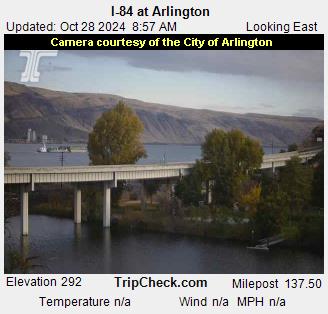 I-84 at Arlington
Updated: Oct 28 2024 8:57 AM Looking East
Camera courtesy of the City of Arlington
Elevation 292 TripCheck.com Milepost 137.50
Temperature n/a Wind n/a MPH n/a